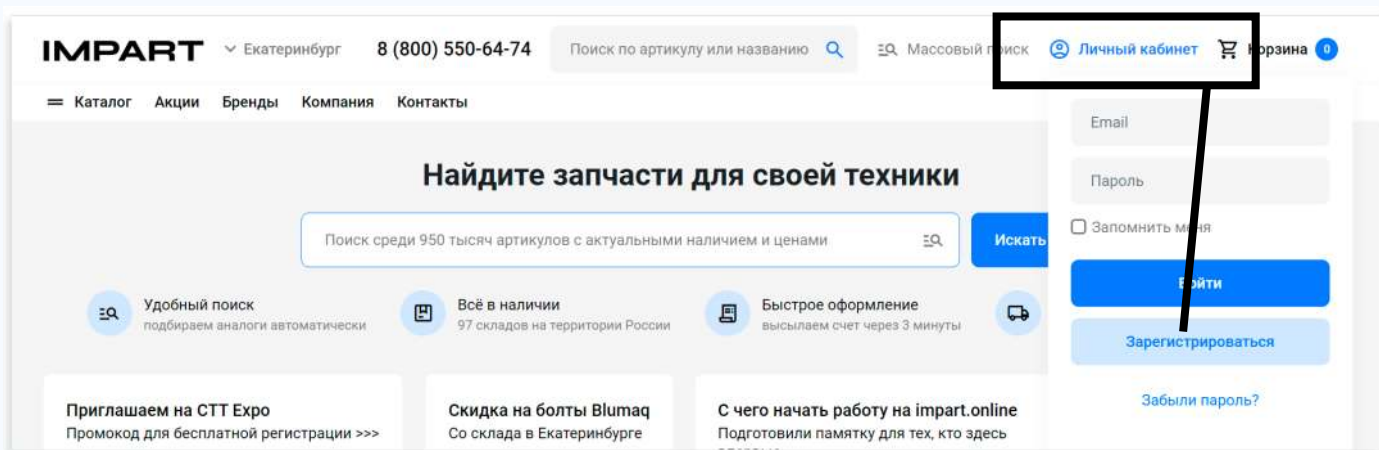 IMPART
Екатеринбург
8 (800) 550-64-74
Поиск по артикулу или названию
Массовый поиск
Личный кабинет
Корзина 0
Каталог Акции Бренды Компания Контакты
Email
Пароль
Запомнить меня
Войти
Зарегистрироваться
Забыли пароль?
Найдите запчасти для своей техники
Поиск среди 950 тысяч артикулов с актуальными наличием и ценами
Искать
Удобный поиск
подбираем аналоги автоматически
Всё в наличии
97 складов на территории России
Быстрое оформление
высылаем счет через 3 минуты
Приглашаем на CTT Expo
Промокод для бесплатной регистрации >>>
Скидка на болты Blumaq
Со склада в Екатеринбурге
С чего начать работу на impart.online
Подготовили памятку для тех, кто здесь